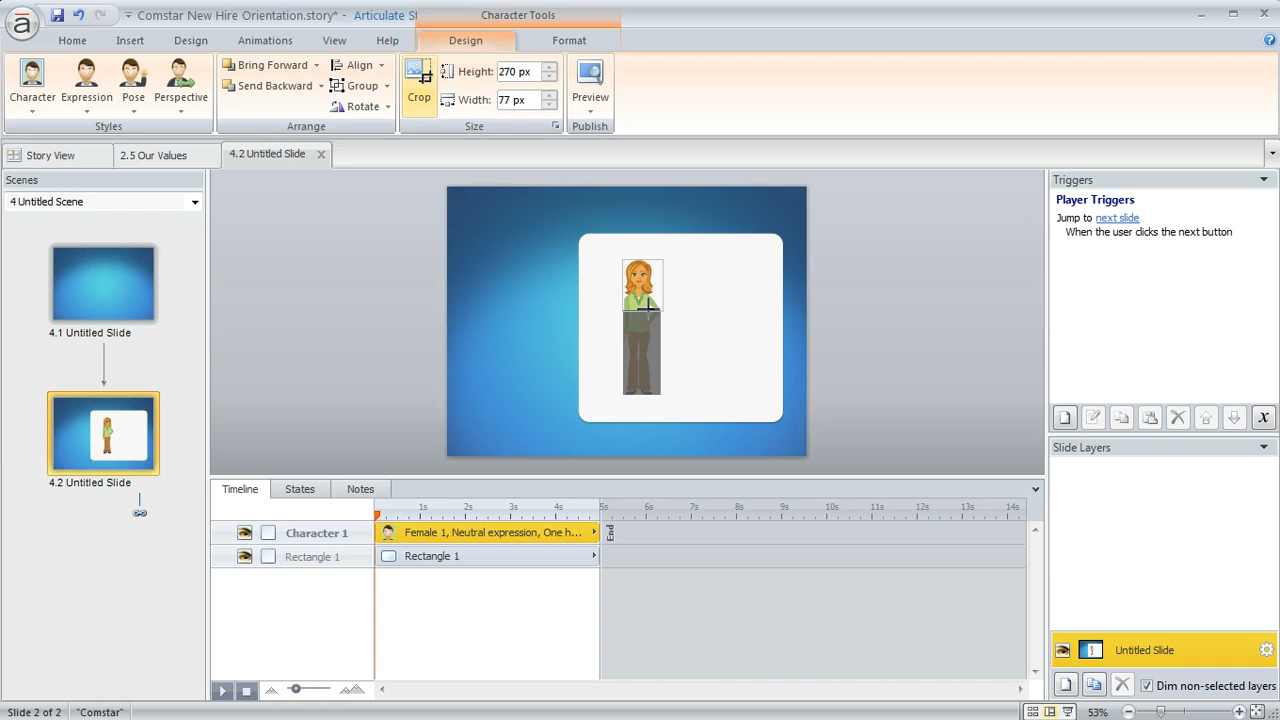 Comstar New Hire Orientation.story* - Articulate St
Character Tools
Home
Insert
Design
Animations
View
Help
Design
Format
Character
Expression
Pose
Perspective
Styles
Bring Forward
Send Backward
Align
Group
Rotate
Arrange
Crop
Height: 270 px
Width: 77 px
Size
Preview
Publish
Story View
2.5 Our Values
4.2 Untitled Slide
Scenes
4 Untitled Scene
4.1 Untitled Slide
4.2 Untitled Slide
Triggers
Player Triggers
Jump to next slide
When the user clicks the next button
Slide Layers
Untitled Slide
Dim non-selected layers
Timeline
States
Notes
1s 2s 3s 4s 5s 6s 7s 8s 9s 10s 11s 12s 13s 14s
Character 1
Female 1, Neutral expression, One h...
End
Rectangle 1
Rectangle 1
Slide 2 of 2
"Comstar"
53%